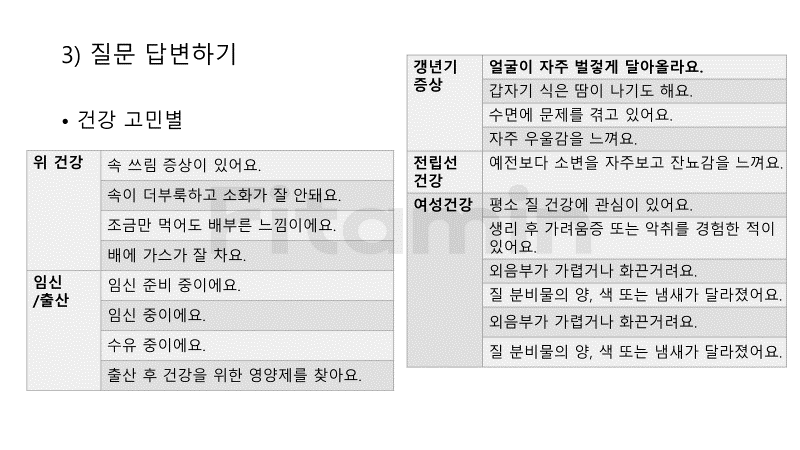 3) 질문 답변하기
• 건강 고민별
위 건강
속 쓰림 증상이 있어요.
속이 더부룩하고 소화가 잘 안돼요.
조금만 먹어도 배부른 느낌이에요.
배에 가스가 잘 차요.
임신
/출산
임신 준비 중이에요.
임신 중이에요.
수유 중이에요.
출산 후 건강을 위한 영양제를 찾아요.
갱년기
증상
얼굴이 자주 벌겋게 달아올라요.
갑자기 식은 땀이 나기도 해요.
수면에 문제를 겪고 있어요.
자주 우울감을 느껴요.
전립선
건강
예전보다 소변을 자주보고 잔뇨감을 느껴요.
여성건강
평소 질 건강에 관심이 있어요.
생리 후 가려움증 또는 악취를 경험한 적이
있어요.
외음부가 가렵거나 화끈거려요.
질 분비물의 양, 색 또는 냄새가 달라졌어요.
외음부가 가렵거나 화끈거려요.
질 분비물의 양, 색 또는 냄새가 달라졌어요.
Fitamin